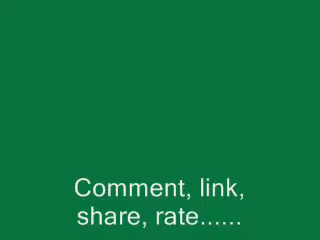 Comment, link,
share, rate......